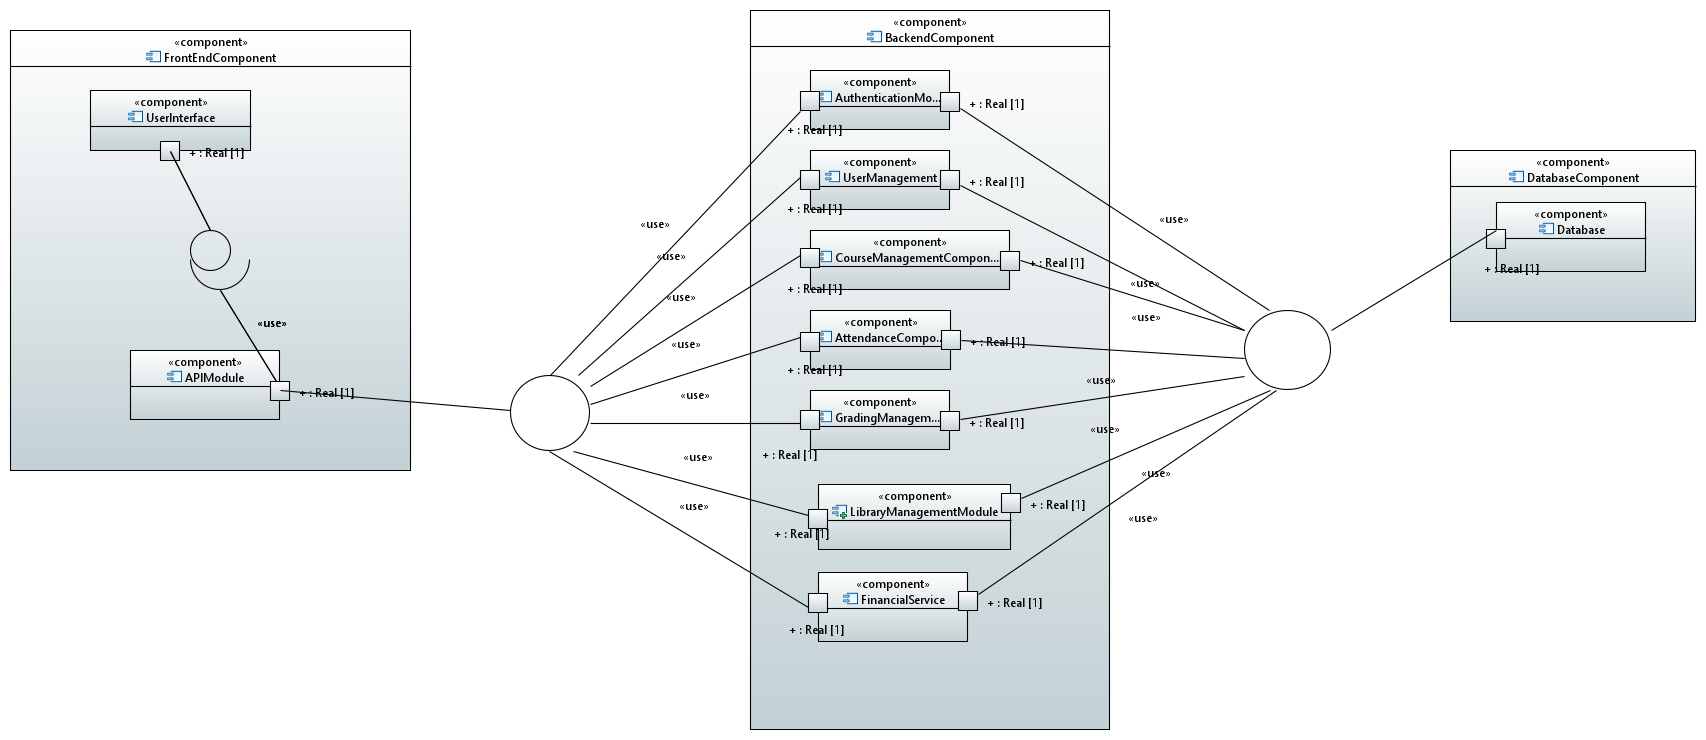 «component»
FrontEndComponent
«component»
UserInterface
+ : Real [1]
«use»
«component»
APIModule
+ : Real [1]
«use»
«use»
«use»
«use»
«use»
«use»
«use»
«component»
BackendComponent
«component»
AuthenticationMo...
+ : Real [1]
+ : Real [1]
«component»
UserManagement
+ : Real [1]
+ : Real [1]
«component»
CourseManagementCompon...
+ : Real [1]
+ : Real [1]
«component»
AttendanceCompo...
+ : Real [1]
+ : Real [1]
«component»
GradingManagem...
+ : Real [1]
+ : Real [1]
«component»
LibraryManagementModule
+ : Real [1]
+ : Real [1]
«component»
FinancialService
+ : Real [1]
+ : Real [1]
«use»
«use»
«use»
«use»
«use»
«use»
«use»
«component»
DatabaseComponent
«component»
Database
+ : Real [1]